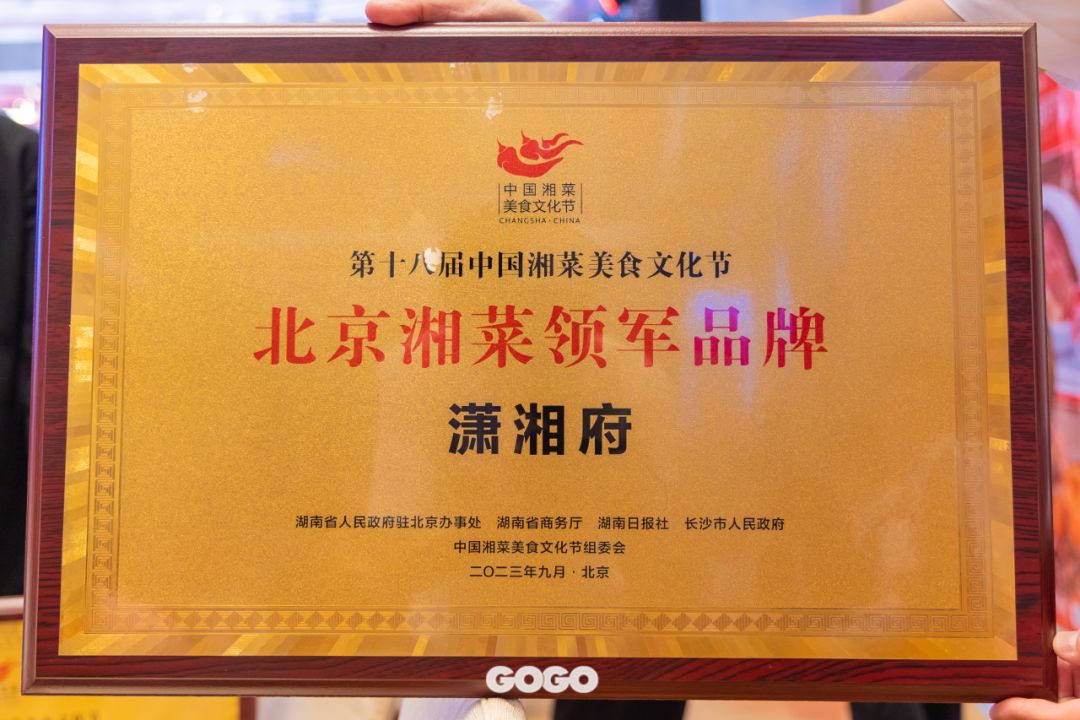 中国湘菜
美食文化节
CHANGSHA·CHINA
第十八届中国湘菜美食文化节
北京湘菜领军品牌
潇湘府
湖南省人民政府驻北京办事处 湖南省商务厅 湖南日报社 长沙市人民政府
中国湘菜美食文化节组委会
二〇二三年九月·北京
GOGO